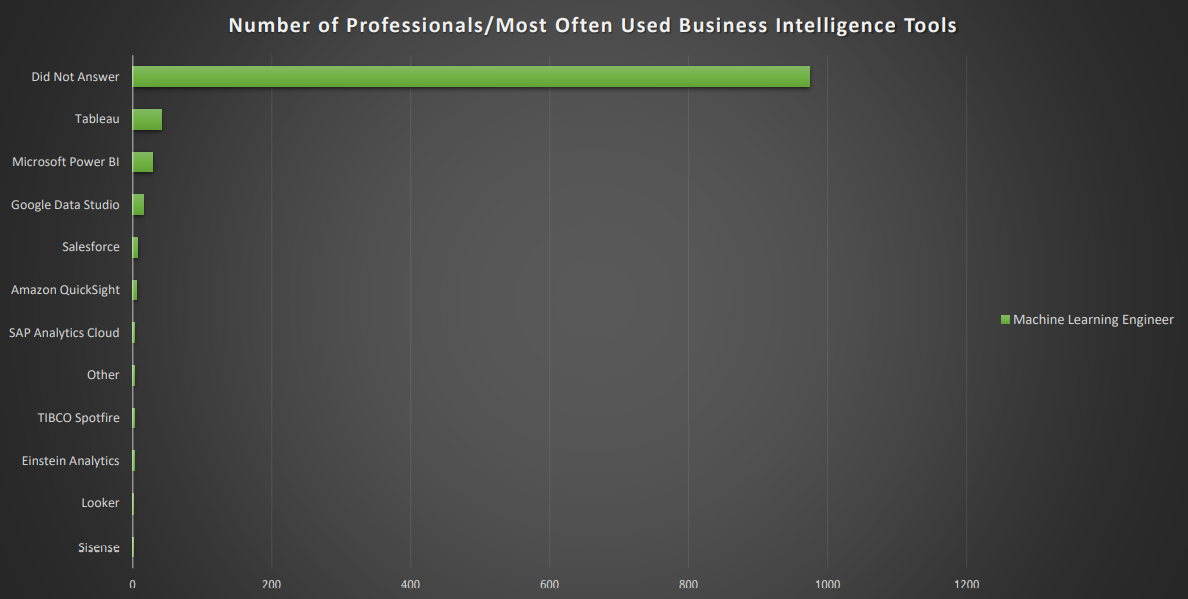 Number of Professionals/Most Often Used Business Intelligence Tools
Did Not Answer
Tableau
Microsoft Power BI
Google Data Studio
Salesforce
Amazon QuickSight
SAP Analytics Cloud
Other
TIBCO Spotfire
Einstein Analytics
Looker
Sisense
0 200 400 600 800 1000 1200
Machine Learning Engineer